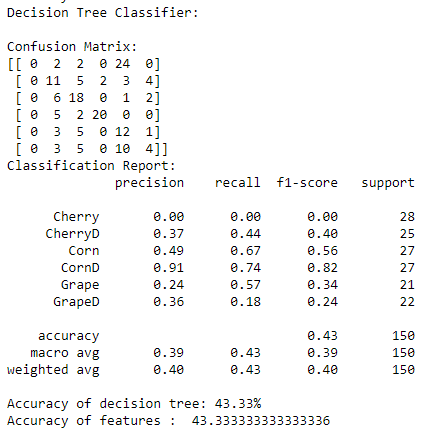 Decision Tree Classifier:
Confusion Matrix:
[[ 0  2  2  0 24  0]
 [ 0 11  5  2  3  4]
 [ 0  6 18  0  1  2]
 [ 0  5  2 20  0  0]
 [ 0  3  5  0 12  1]
 [ 0  3  5  0 10  4]]
Classification Report:
              precision    recall  f1-score   support
      Cherry       0.00      0.00      0.00        28
     CherryD       0.37      0.44      0.40        25
        Corn       0.49      0.67      0.56        27
       CornD       0.91      0.74      0.82        27
       Grape       0.24      0.57      0.34        21
      GrapeD       0.36      0.18      0.24        22
    accuracy                           0.43       150
   macro avg       0.39      0.43      0.39       150
weighted avg       0.40      0.43      0.40       150
Accuracy of decision tree: 43.33%
Accuracy of features :  43.333333333333336